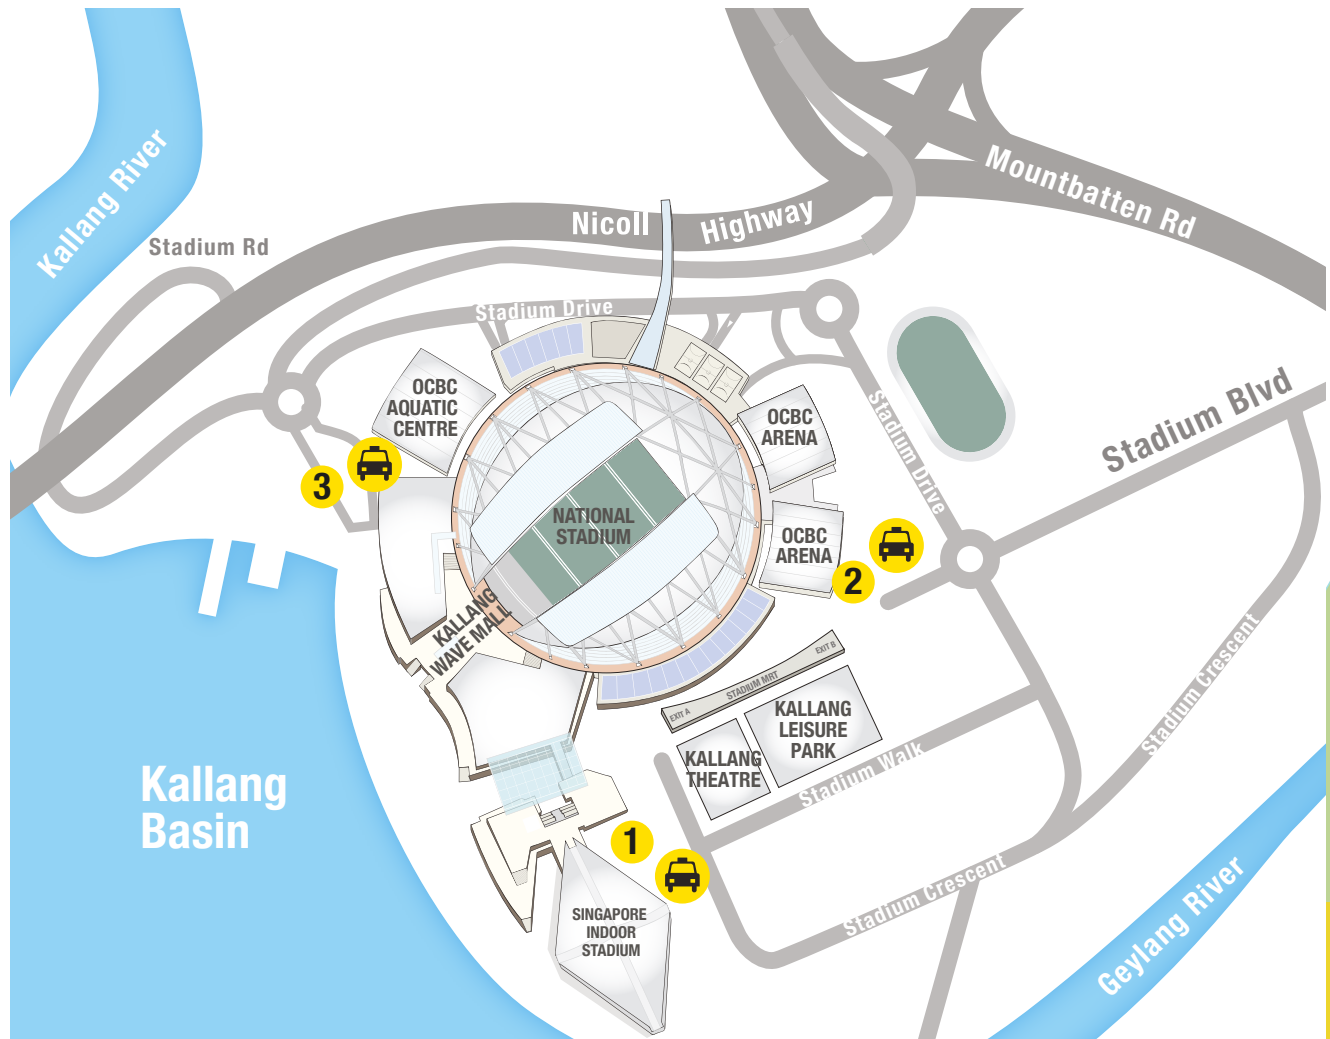 Kallang River
Stadium Rd
Nicoll Highway
Mountbatten Rd
Stadium Drive
OCBC
AQUATIC
CENTRE
OCBC
ARENA
Stadium Drive
Stadium Blvd
3
NATIONAL
STADIUM
OCBC
ARENA
2
KALLANG
WAVE MALL
EXIT B
STADIUM MRT
EXIT A
Stadium Crescent
KALLANG
LEISURE
PARK
KALLANG
THEATRE
Stadium Walk
Kallang
Basin
1
Stadium Crescent
SINGAPORE
INDOOR
STADIUM
Geylang River